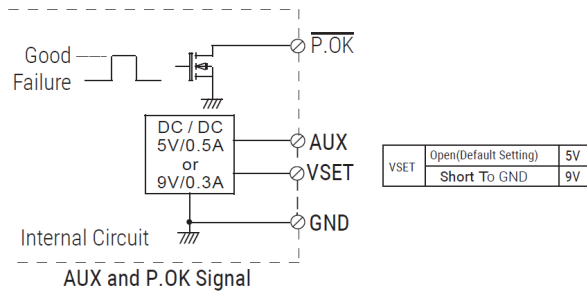 Good
Failure
P.OK
DC / DC
5V/0.5A
or
9V/0.3A
AUX
VSET
GND
Internal Circuit
AUX and P.OK Signal
VSET Open(Default Setting) 5V
Short To GND 9V